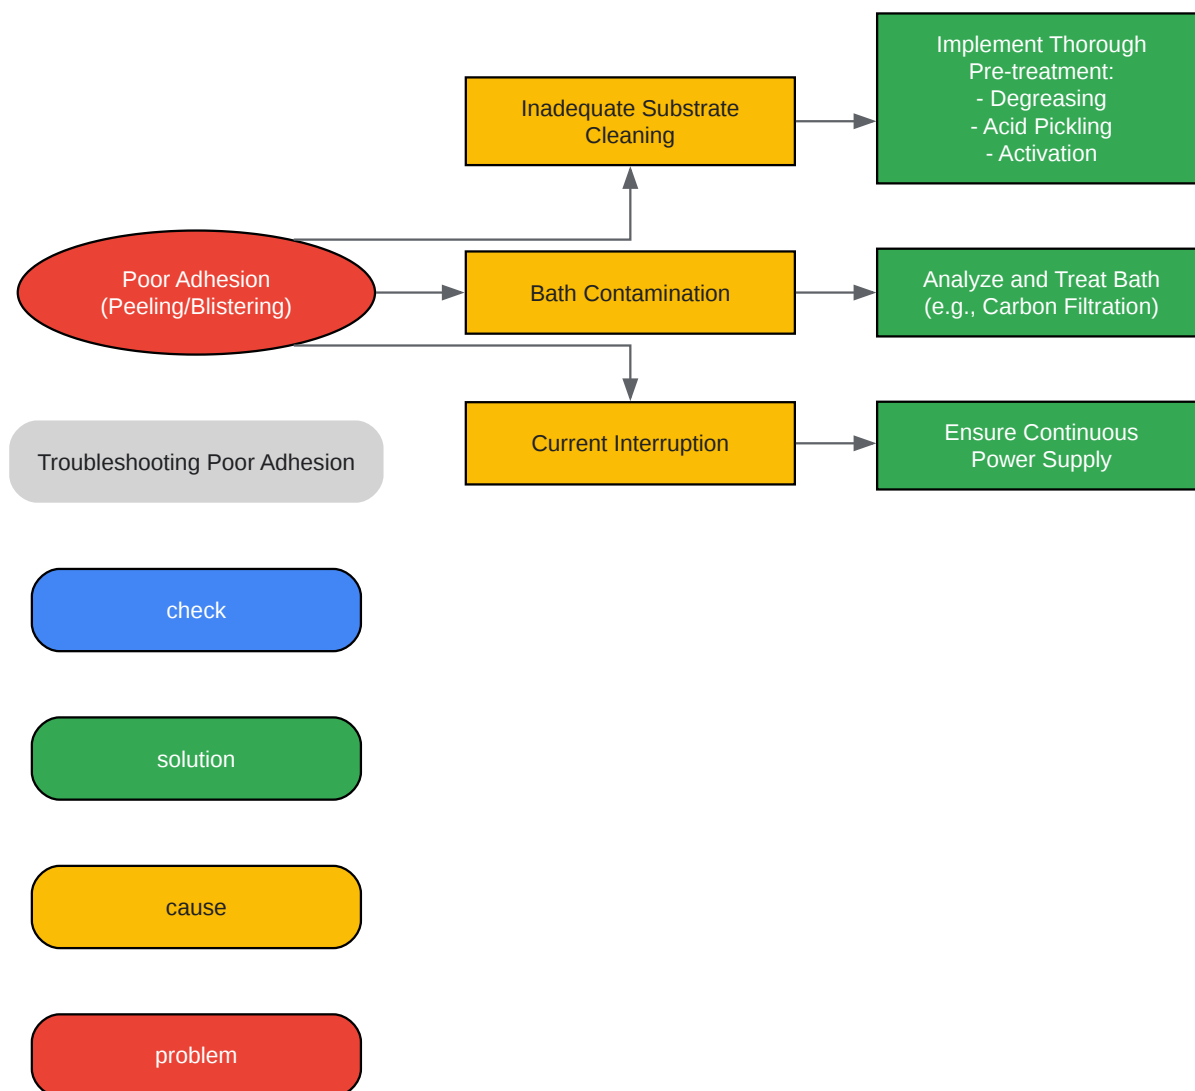 Implement Thorough
Pre-treatment:
- Degreasing
- Acid Pickling
- Activation
Inadequate Substrate
Cleaning
Poor Adhesion
(Peeling/Blistering)
Bath Contamination
Analyze and Treat Bath
(e.g., Carbon Filtration)
Current Interruption
Ensure Continuous
Power Supply
Troubleshooting Poor Adhesion
check
solution
cause
problem